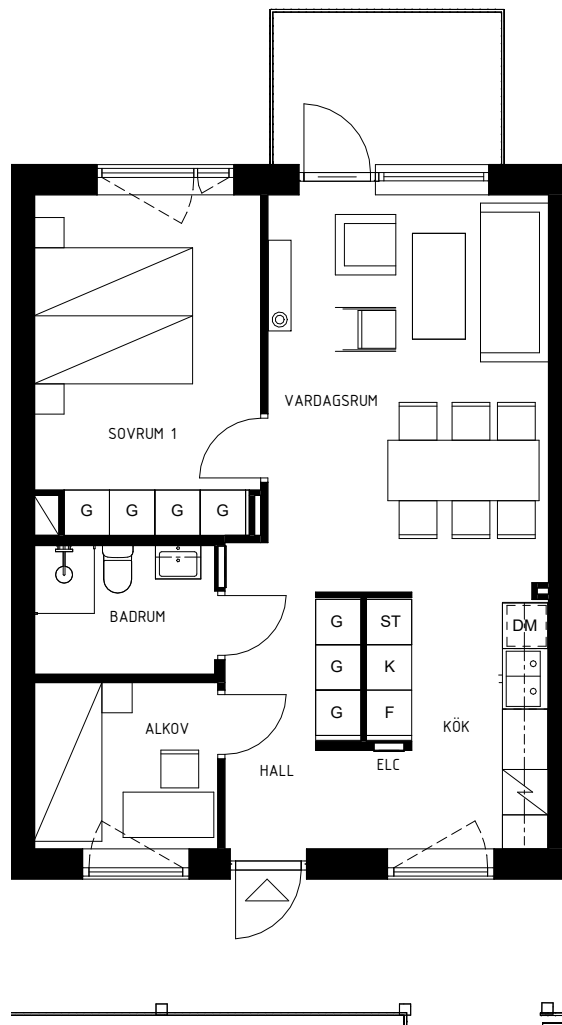 VARDAGSRUM
SOVRUM 1
G G G G
BADRUM
G ST DM
G K
G F
ALKOV
KÖK
HALL
ELC